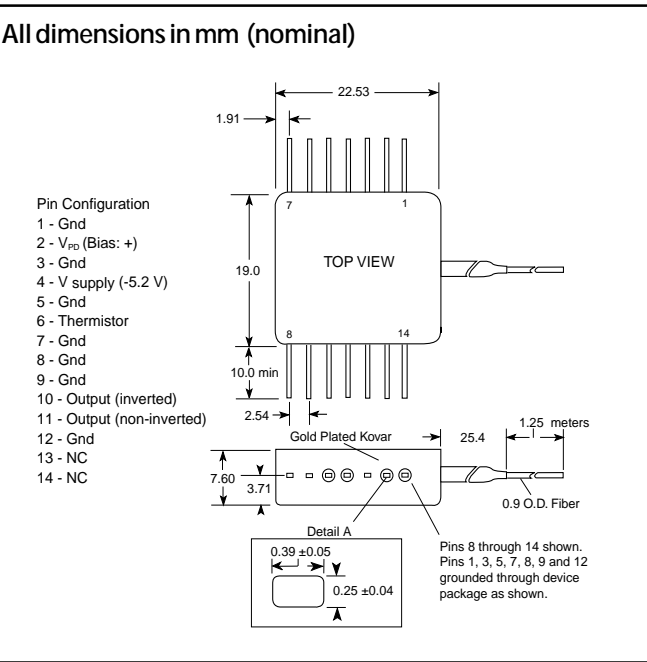 All dimensions in mm (nominal)
22.53
1.91
Pin Configuration
1 - Gnd
2 - VPD (Bias: +)
3 - Gnd
4 - V supply (-5.2 V)
5 - Gnd
6 - Thermistor
7 - Gnd
8 - Gnd
9 - Gnd
10 - Output (inverted)
11 - Output (non-inverted)
12 - Gnd
13 - NC
14 - NC
7 1
TOP VIEW
19.0
8 14
10.0 min
2.54
Gold Plated Kovar
25.4
1.25 meters
7.60
3.71
0.9 O.D. Fiber
Detail A
0.39 ±0.05
0.25 ±0.04
Pins 8 through 14 shown.
Pins 1, 3, 5, 7, 8, 9 and 12
grounded through device
package as shown.